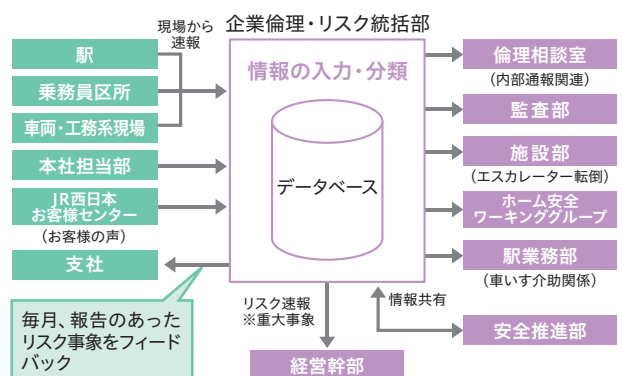 企業倫理・リスク統括部
現場から
速報
駅
乗務員区所
車両・工務系現場
本社担当部
JR西日本
お客様センター
(お客様の声)
支社
毎月、報告のあった
リスク事象をフィード
バック
情報の入力・分類
データベース
リスク速報
※重大事象
経営幹部
倫理相談室
(内部通報関連)
監査部
施設部
(エスカレーター転倒)
ホーム安全
ワーキンググループ
駅業務部
(車いす介助関係)
情報共有
安全推進部